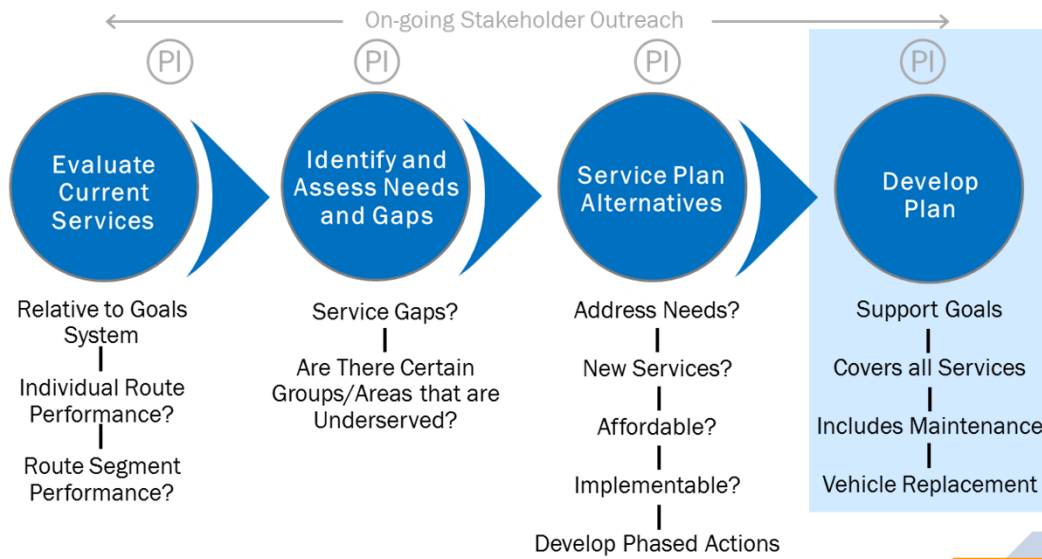 On-going Stakeholder Outreach
PI
PI
PI
PI
Evaluate
Current
Services
Identify and
Assess Needs
and Gaps
Service Plan
Alternatives
Develop
Plan
Relative to Goals
System
Individual Route
Performance?
Route Segment
Performance?
Service Gaps?
Are There Certain
Groups/Areas that are
Underserved?
Address Needs?
New Services?
Affordable?
Implementable?
Develop Phased Actions
Support Goals
Covers all Services
Includes Maintenance
Vehicle Replacement